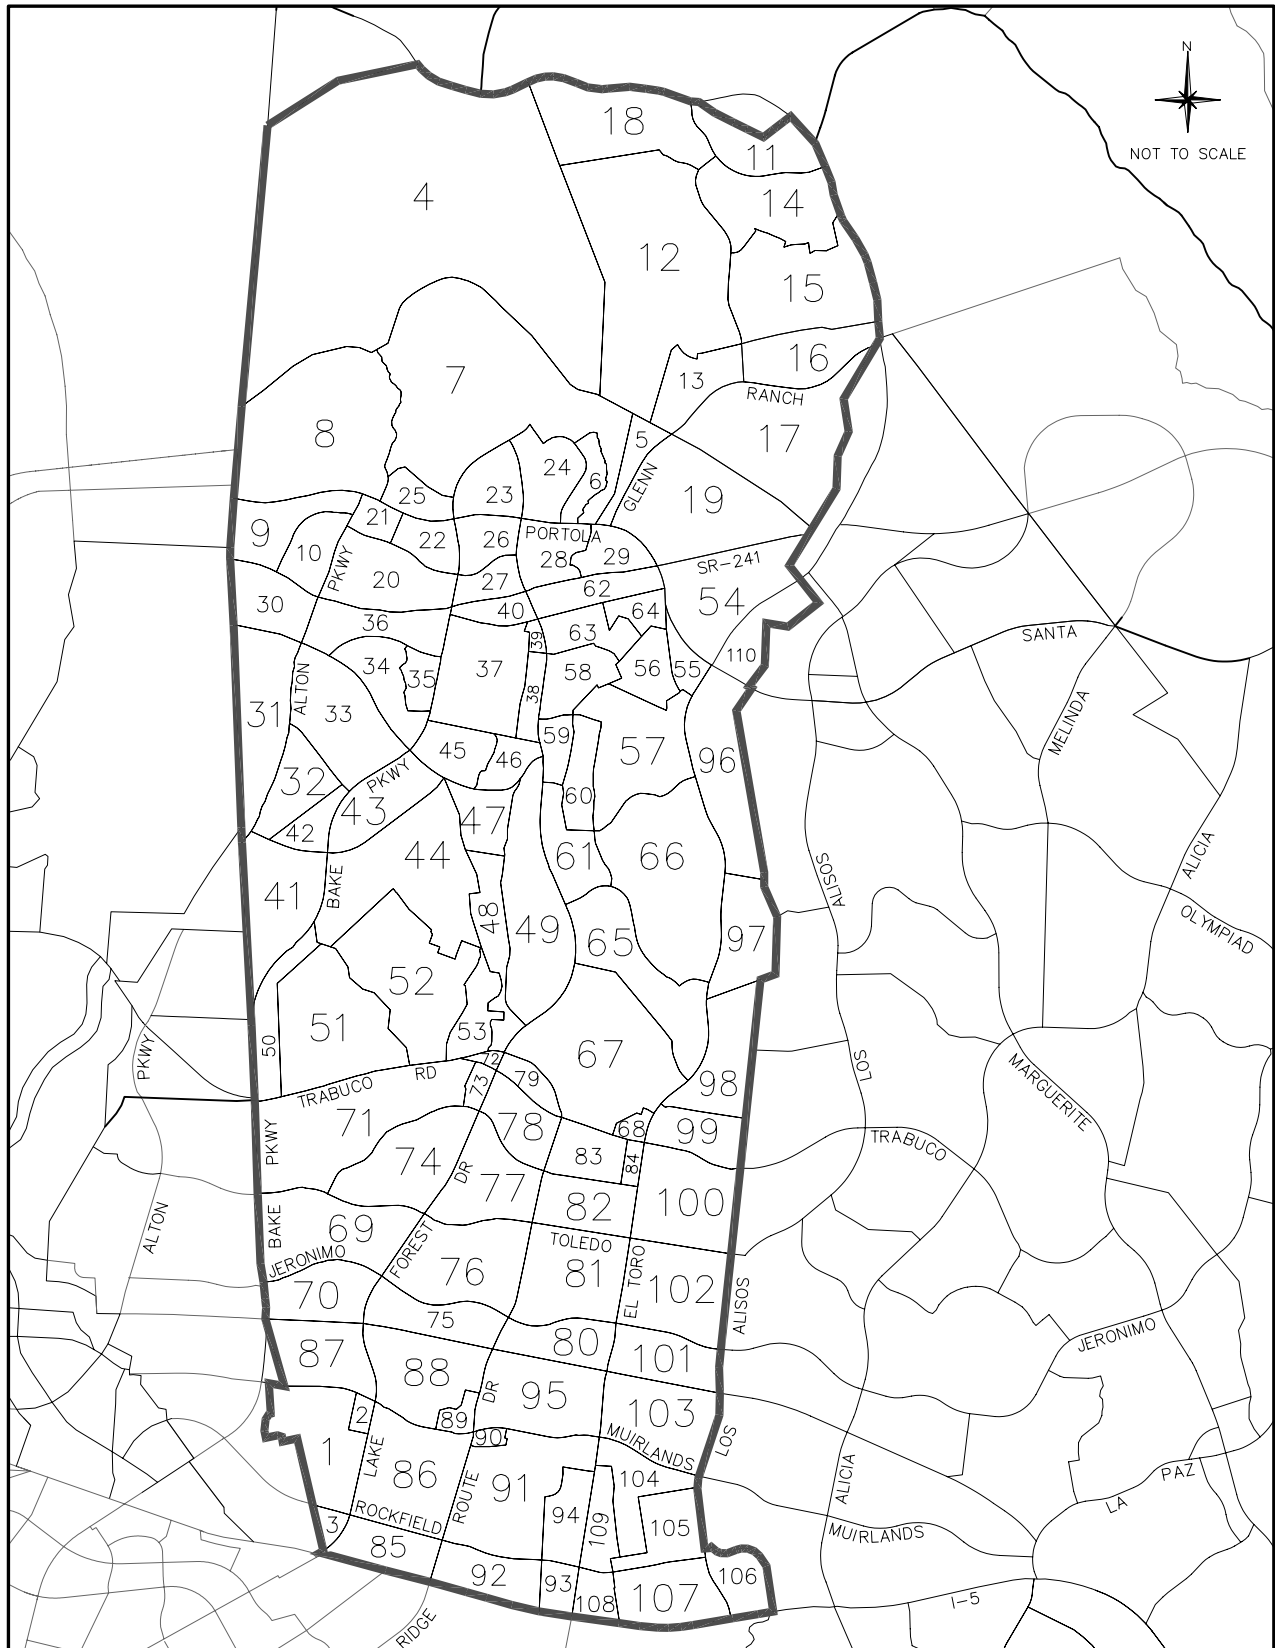 N
NOT TO SCALE
18
11
4
14
12
15
16
7
13
RANCH
8
5
17
24
6
GLENN
25
23
19
21
9
22
26
PORTOLA
10
28
29
PKWY
SR-241
20
27
62
54
30
40
64
36
63
39
SANTA
34
35
37
58
56
55
110
ALTON
38
31
33
59
57
MELINDA
45
46
96
32
PKWY
60
43
47
42
44
61
66
ALICIA
BAKE
ALISOS
41
48
49
OLYMPIAD
65
97
52
51
53
50
PKWY
72
67
LOS
RD
79
73
98
TRABUCO
MARGUERITE
71
78
68
99
PKWY
83
84
TRABUCO
74
DR
77
100
82
BAKE
69
ALTON
TOLEDO
FOREST
JERONIMO
76
81
EL TORO
102
70
ALISOS
75
80
JERONIMO
87
101
88
95
DR
2
89
103
90
MUIRLANDS
LOS
1
LAKE
86
91
104
PAZ
ALICIA
ROUTE
94
LA
ROCKFIELD
109
105
3
MUIRLANDS
85
92
93
106
107
108
I-5
RIDGE